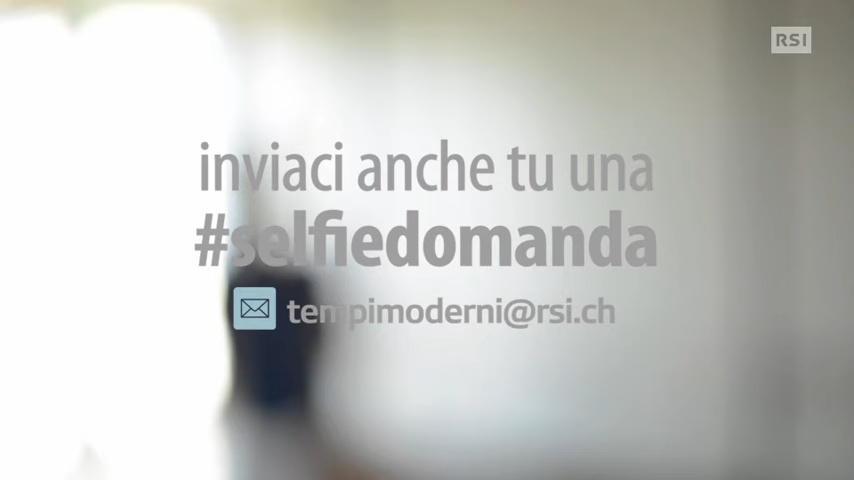 RSI
inviaci anche tu una
#selfiedomanda
tempimoderni@rsi.ch